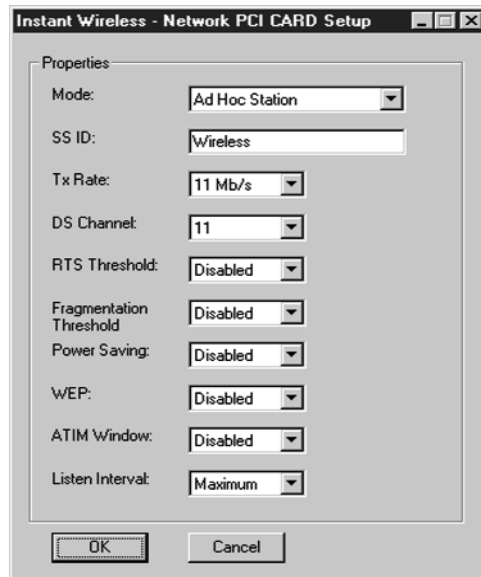 Instant Wireless - Network PCI CARD Setup
Properties
Mode: Ad Hoc Station
SS ID: Wireless
Tx Rate: 11 Mb/s
DS Channel: 11
RTS Threshold: Disabled
Fragmentation
Threshold Disabled
Power Saving: Disabled
WEP: Disabled
ATIM Window: Disabled
Listen Interval: Maximum
OK Cancel